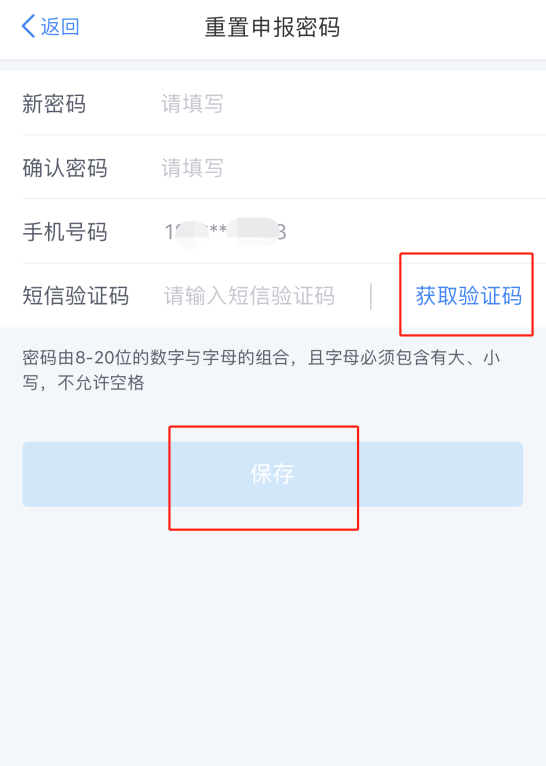 返回 重置申报密码
新密码 请填写
确认密码 请填写
手机号码 1 ** 3
短信验证码 请输入短信验证码 获取验证码
密码由8-20位的数字与字母的组合，且字母必须包含有大、小
写，不允许空格
保存